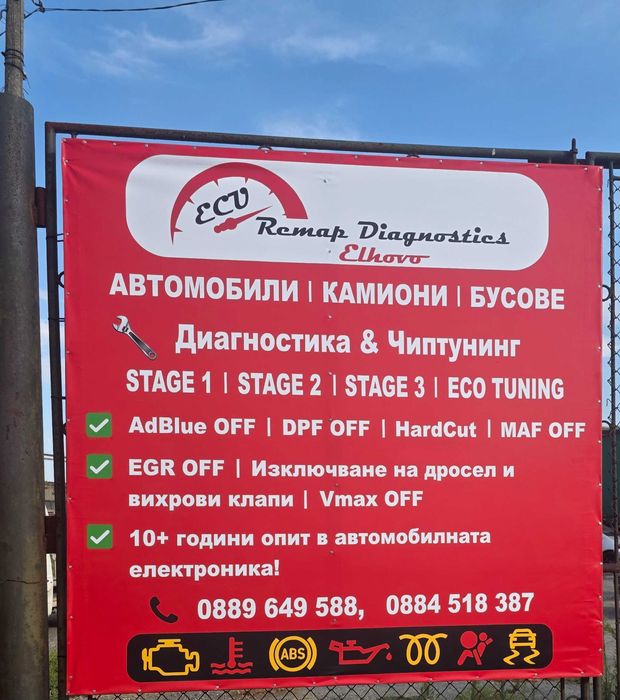 ECU
Remap Diagnostics
Elhovo
АВТОМОБИЛИ | КАМИОНИ | БУСОВЕ
Диагностика & Чиптунинг
STAGE 1 | STAGE 2 | STAGE 3 | ECO TUNING
AdBlue OFF | DPF OFF | HardCut | MAF OFF
EGR OFF | Изключване на дросел и
вихрови клапи | Vmax OFF
10+ години опит в автомобилната
електроника!
0889 649 588, 0884 518 387
ABS